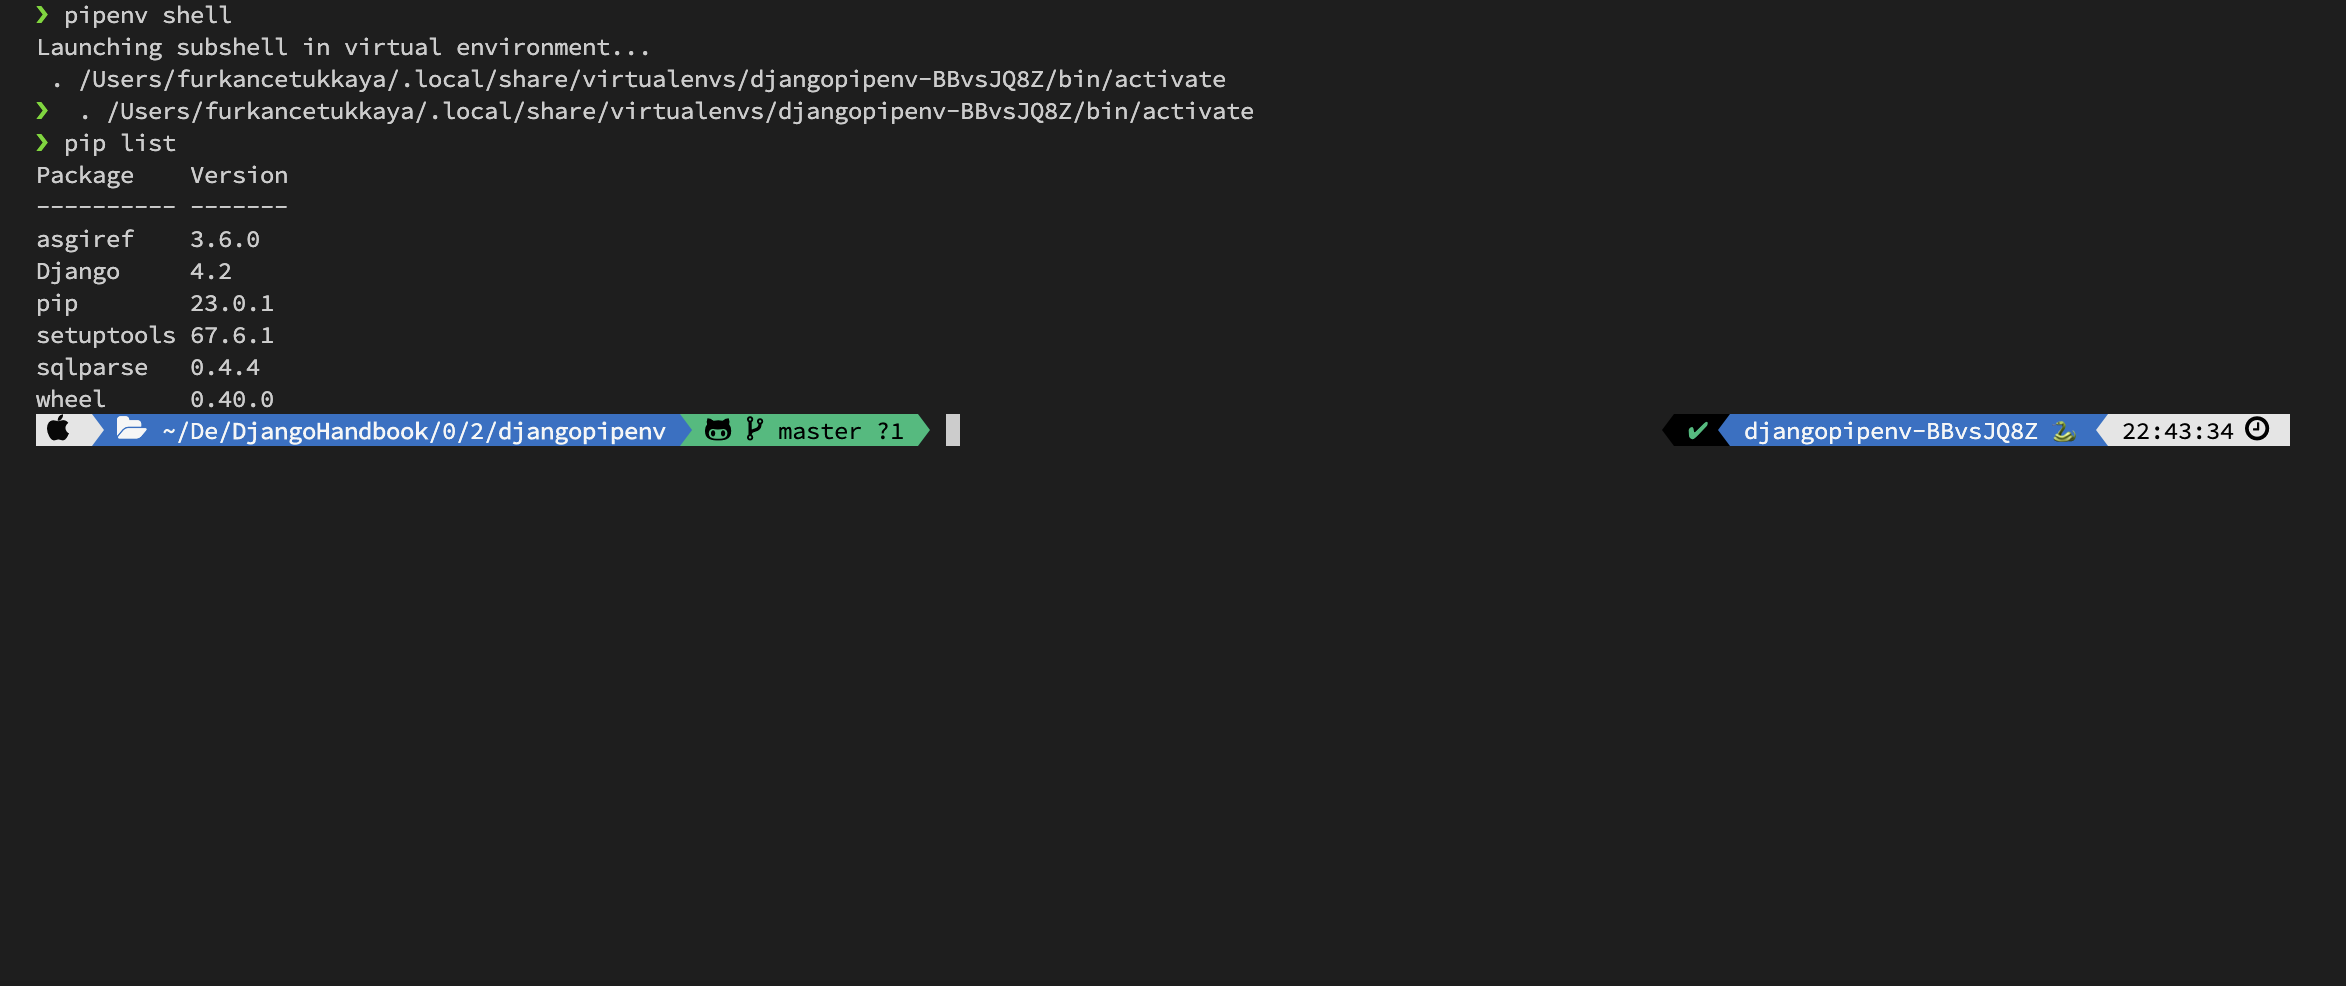 ❯ pipenv shell
Launching subshell in virtual environment...
 . /Users/furkancetukkaya/.local/share/virtualenvs/djangopipenv-BBvsJQ8Z/bin/activate
❯  . /Users/furkancetukkaya/.local/share/virtualenvs/djangopipenv-BBvsJQ8Z/bin/activate
❯ pip list
Package    Version
---------- -------
asgiref    3.6.0
Django     4.2
pip        23.0.1
setuptools 67.6.1
sqlparse   0.4.4
wheel      0.40.0
~/De/DjangoHandbook/0/2/djangopipenv master ?1 ✔ djangopipenv-BBvsJQ8Z 🐍 22:43:34